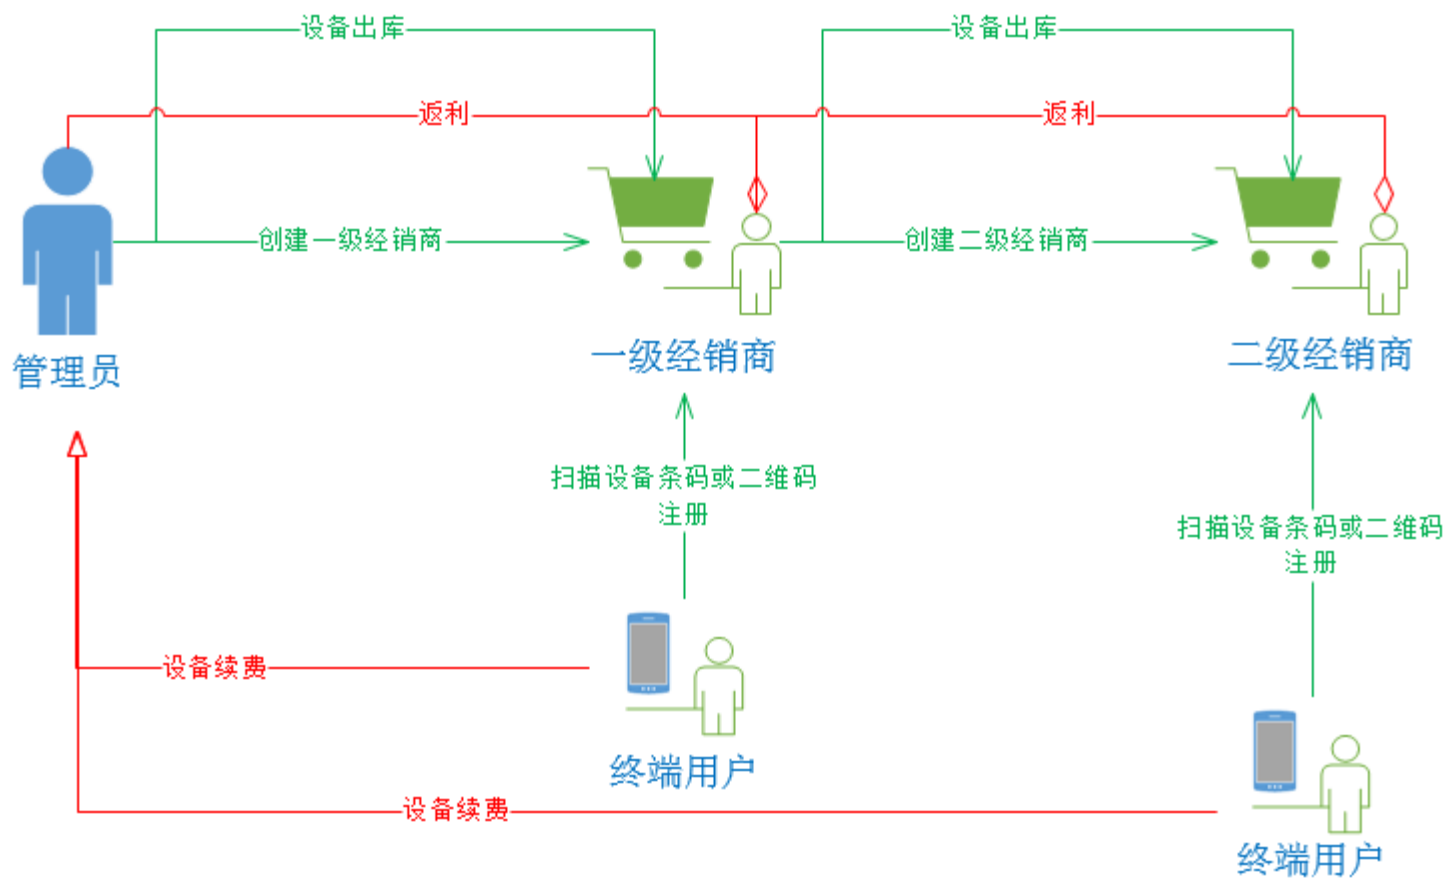 设备出库
设备出库
返利
返利
创建一级经销商
创建二级经销商
管理员
一级经销商
二级经销商
扫描设备条码或二维码
注册
扫描设备条码或二维码
注册
设备续费
终端用户
设备续费
终端用户